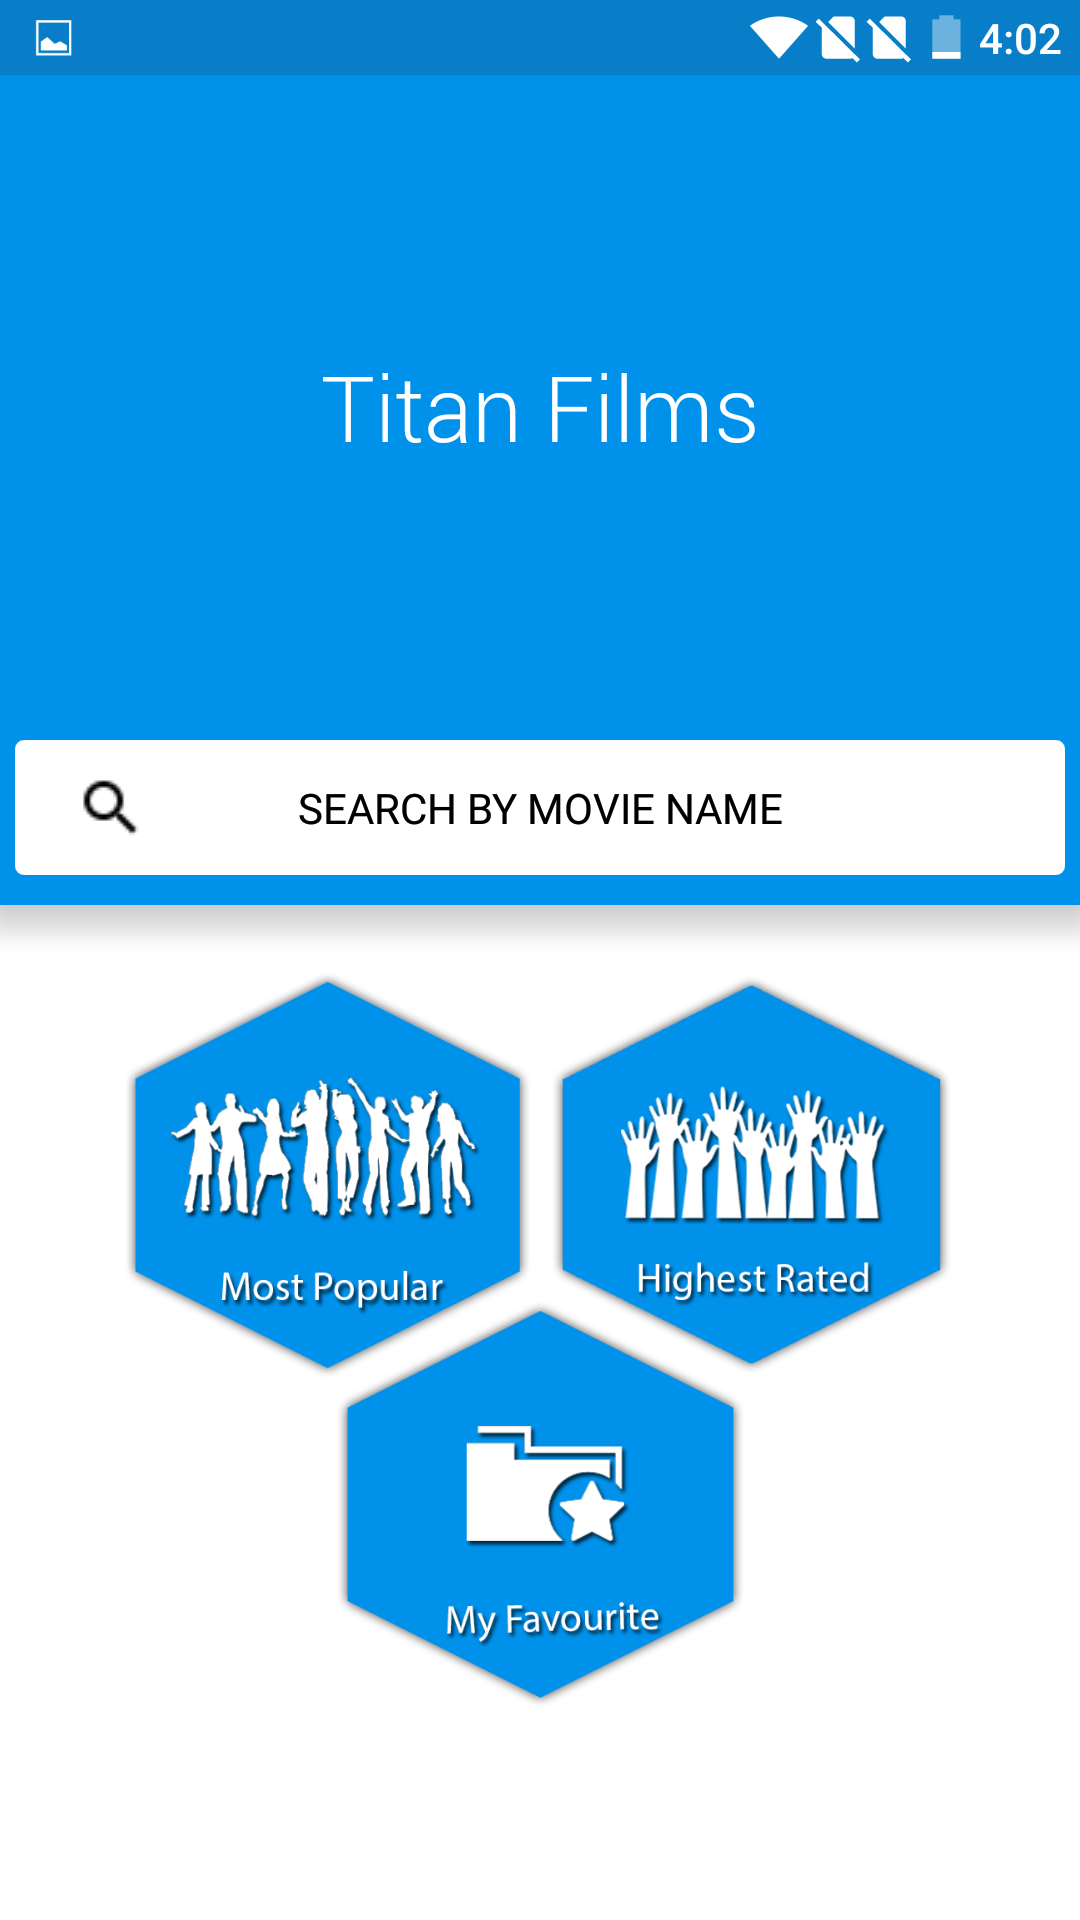 4:02
Titan Films
SEARCH BY MOVIE NAME
Most Popular
Highest Rated
My Favourite